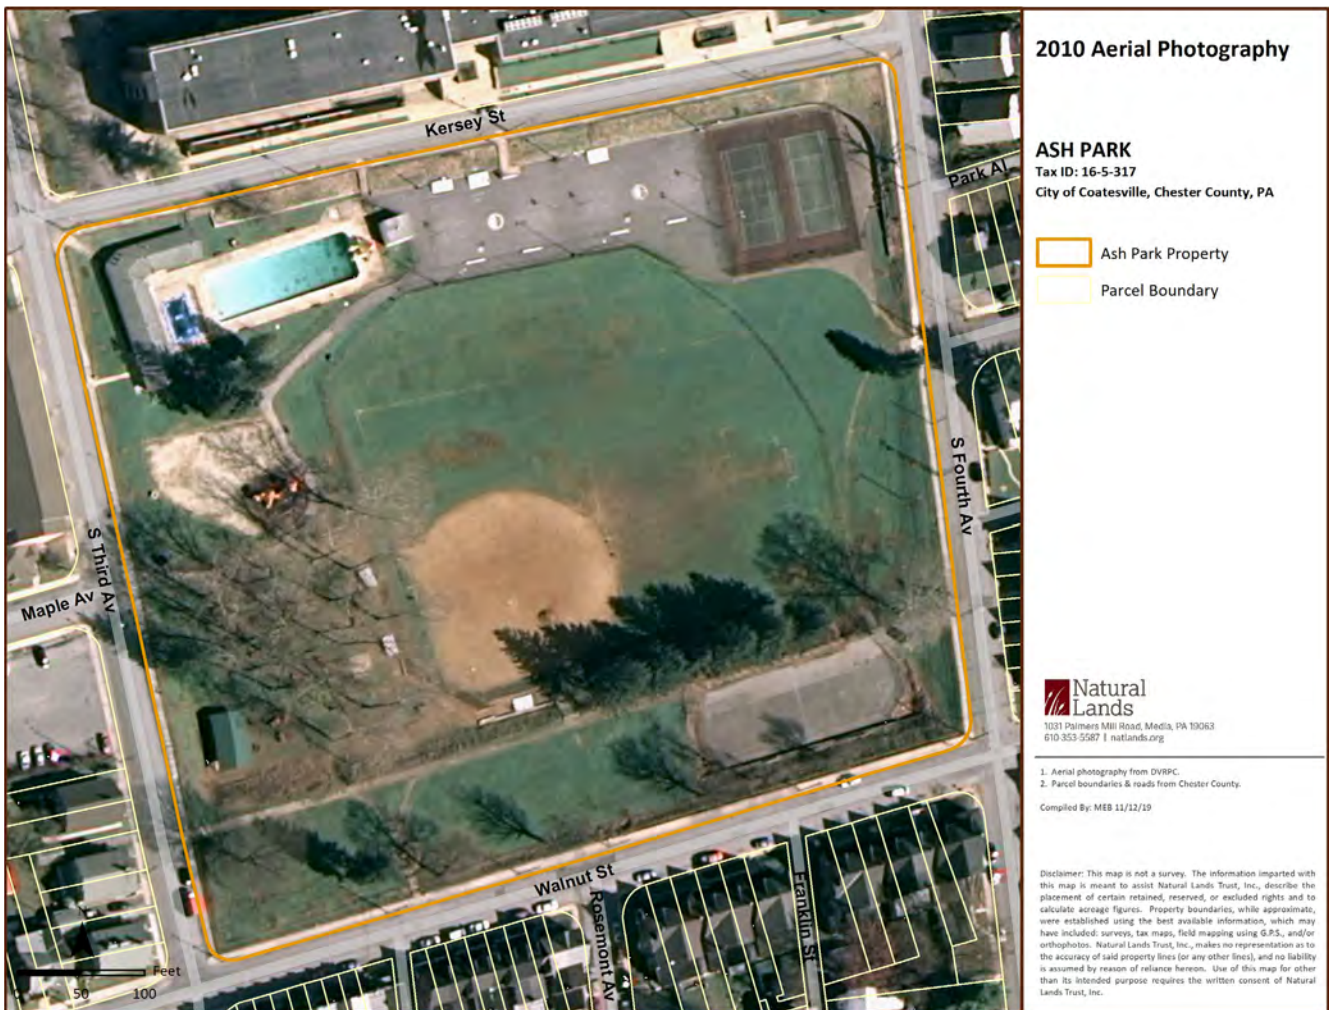 2010 Aerial Photography
ASH PARK
Tax ID: 16-5-317
City of Coatesville, Chester County, PA
Ash Park Property
Parcel Boundary
Kersey St
Park Al
S Fourth Av
S Third Av
Maple Av
Walnut St
Rosemont Av
Franklin St
Feet
0 50 100
Natural
Lands
1031 Palmers Mill Road, Media, PA 19063
610-353-5587 | natlands.org
1. Aerial photography from DVRPC.
2. Parcel boundaries & roads from Chester County.
Compiled By: MEB 11/12/19
Disclaimer: This map is not a survey. The information imparted with
this map is meant to assist Natural Lands Trust, Inc., describe the
placement of certain retained, reserved, or excluded rights and to
calculate acreage figures. Property boundaries, while approximate,
were established using the best available information, which may
have included: surveys, tax maps, field mapping using G.P.S., and/or
orthophotos. Natural Lands Trust, Inc., makes no representation as to
the accuracy of said property lines (or any other lines), and no liability
is assumed by reason of reliance hereon. Use of this map for other
than its intended purpose requires the written consent of Natural
Lands Trust, Inc.